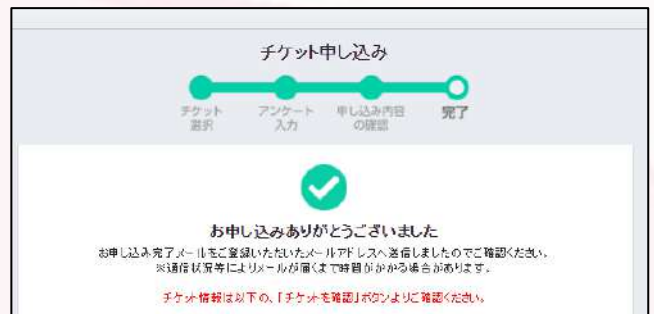 チケット申し込み
チケット
選択
アンケート
入力
申し込み内容
の確認
完了
お申し込みありがとうございました
お申し込み完了メールをご登録いただいたメールアドレスへ送信しましたのでご確認ください。
※通信状況等によりメールが届くまで時間がかかる場合があります。
チケット情報は以下の、「チケットを確認」ボタンよりご確認ください。